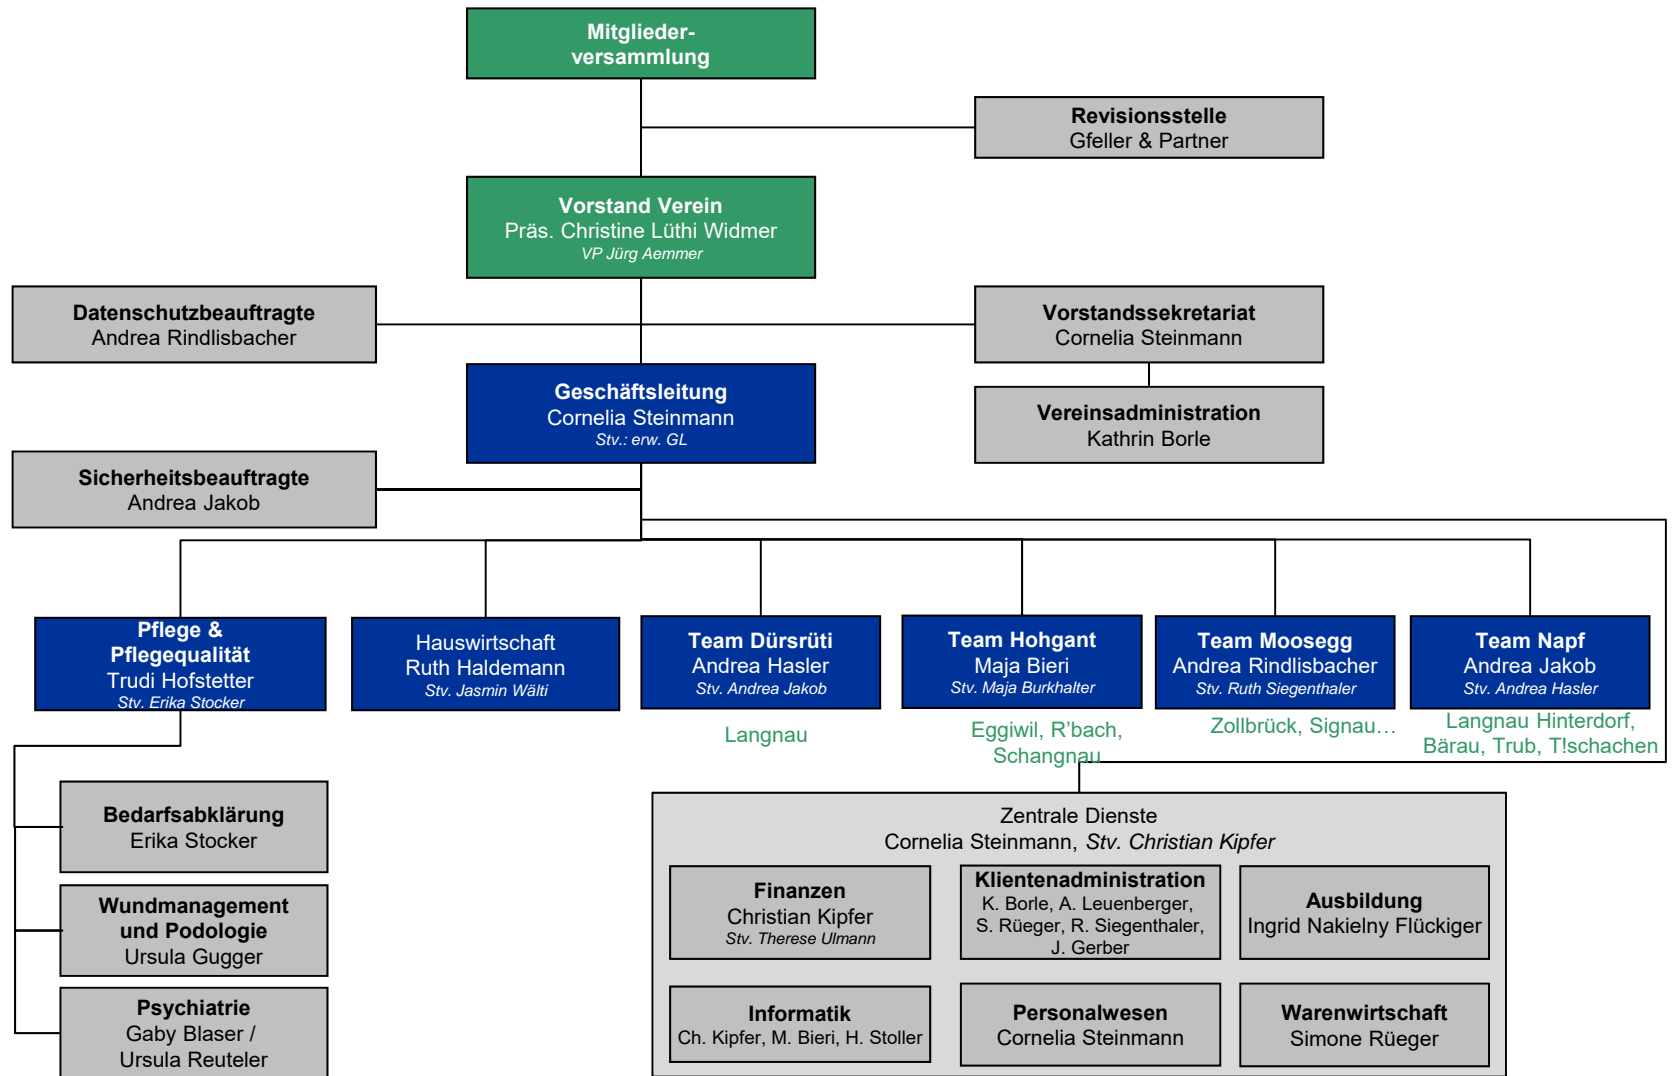 Mitglieder-
versammlung
Revisionsstelle
Gfeller & Partner
Vorstand Verein
Präs. Christine Lüthi Widmer
VP Jürg Aemmer
Datenschutzbeauftragte
Andrea Rindlisbacher
Vorstandssekretariat
Cornelia Steinmann
Geschäftsleitung
Cornelia Steinmann
Stv.: erw. GL
Vereinsadministration
Kathrin Borle
Sicherheitsbeauftragte
Andrea Jakob
Pflege &
Pflegequalität
Trudi Hofstetter
Stv. Erika Stocker
Hauswirtschaft
Ruth Haldemann
Stv. Jasmin Wälti
Team Dürsrüti
Andrea Hasler
Stv. Andrea Jakob
Team Hohgant
Maja Bieri
Stv. Maja Burkhalter
Team Moosegg
Andrea Rindlisbacher
Stv. Ruth Siegenthaler
Team Napf
Andrea Jakob
Stv. Andrea Hasler
Langnau
Eggiwil, R'bach,
Schangnau
Zollbrück, Signau…
Langnau Hinterdorf,
Bärau, Trub, T!schachen
Bedarfsabklärung
Erika Stocker
Wundmanagement
und Podologie
Ursula Gugger
Psychiatrie
Gaby Blaser /
Ursula Reuteler
Zentrale Dienste
Cornelia Steinmann, Stv. Christian Kipfer
Finanzen
Christian Kipfer
Stv. Therese Ulmann
Klientenadministration
K. Borle, A. Leuenberger,
S. Rüeger, R. Siegenthaler,
J. Gerber
Ausbildung
Ingrid Nakielny Flückiger
Informatik
Ch. Kipfer, M. Bieri, H. Stoller
Personalwesen
Cornelia Steinmann
Warenwirtschaft
Simone Rüeger